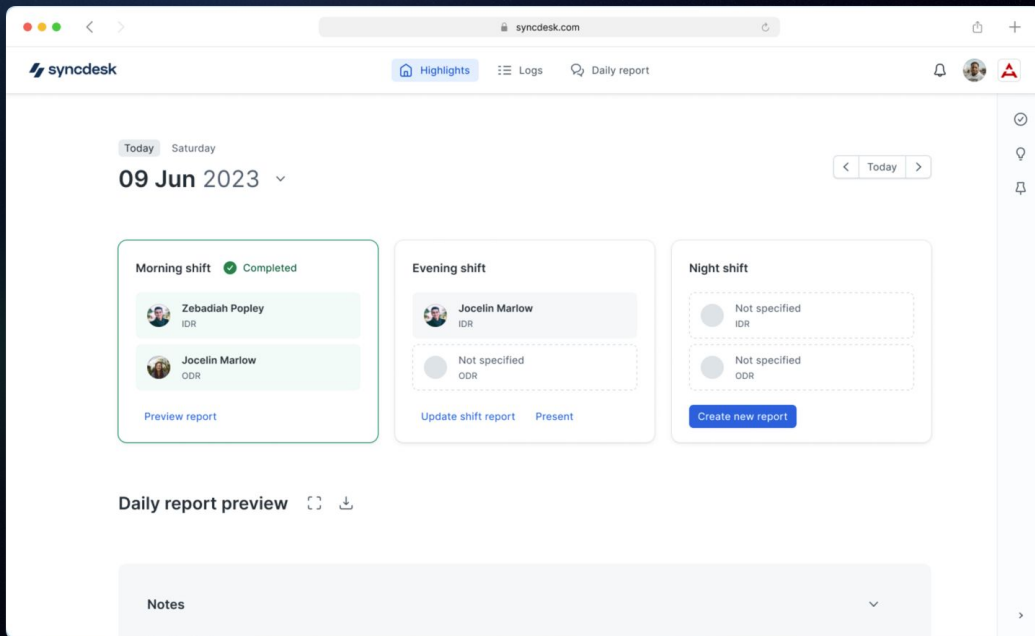 syncdesk.com
syncdesk
Highlights
Logs
Daily report
Today
Saturday
09 Jun 2023
Today
Morning shift
Completed
Zebadiah Popley
IDR
Jocelin Marlow
ODR
Preview report
Evening shift
Jocelin Marlow
IDR
Not specified
ODR
Update shift report
Present
Night shift
Not specified
IDR
Not specified
ODR
Create new report
Daily report preview
Notes